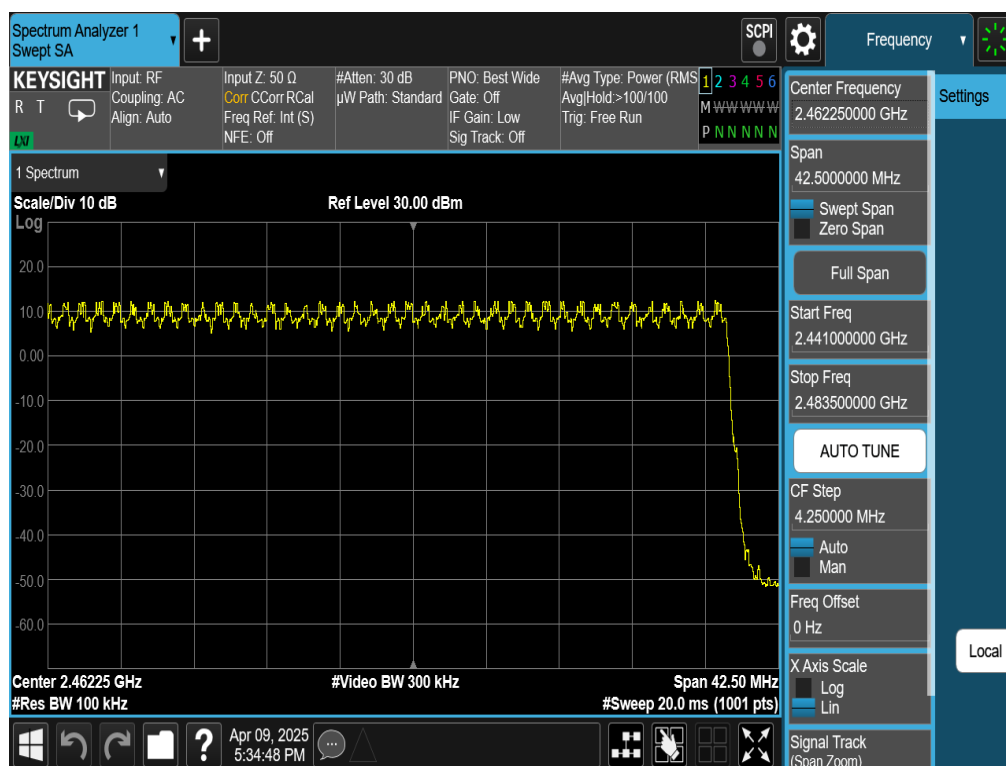 Spectrum Analyzer 1
Swept SA
+
SCPI
Frequency
KEYSIGHT
R T
LXI
Input: RF
Coupling: AC
Align: Auto
Input Z: 50 Ω
Corr CCorr RCal
Freq Ref: Int (S)
NFE: Off
#Atten: 30 dB
µW Path: Standard
PNO: Best Wide
Gate: Off
IF Gain: Low
Sig Track: Off
#Avg Type: Power (RMS
Avg|Hold:>100/100
Trig: Free Run
1 2 3 4 5 6
M W W W W W W
P N N N N N
1 Spectrum
Scale/Div 10 dB
Ref Level 30.00 dBm
Log
20.0
10.0
0.00
-10.0
-20.0
-30.0
-40.0
-50.0
-60.0
Center 2.46225 GHz
#Video BW 300 kHz
Span 42.50 MHz
#Res BW 100 kHz
#Sweep 20.0 ms (1001 pts)
Center Frequency
2.462250000 GHz
Settings
Span
42.5000000 MHz
Swept Span
Zero Span
Full Span
Start Freq
2.441000000 GHz
Stop Freq
2.483500000 GHz
AUTO TUNE
CF Step
4.250000 MHz
Auto
Man
Freq Offset
0 Hz
Local
X Axis Scale
Log
Lin
Signal Track
(Span Zoom)
?
Apr 09, 2025
5:34:48 PM